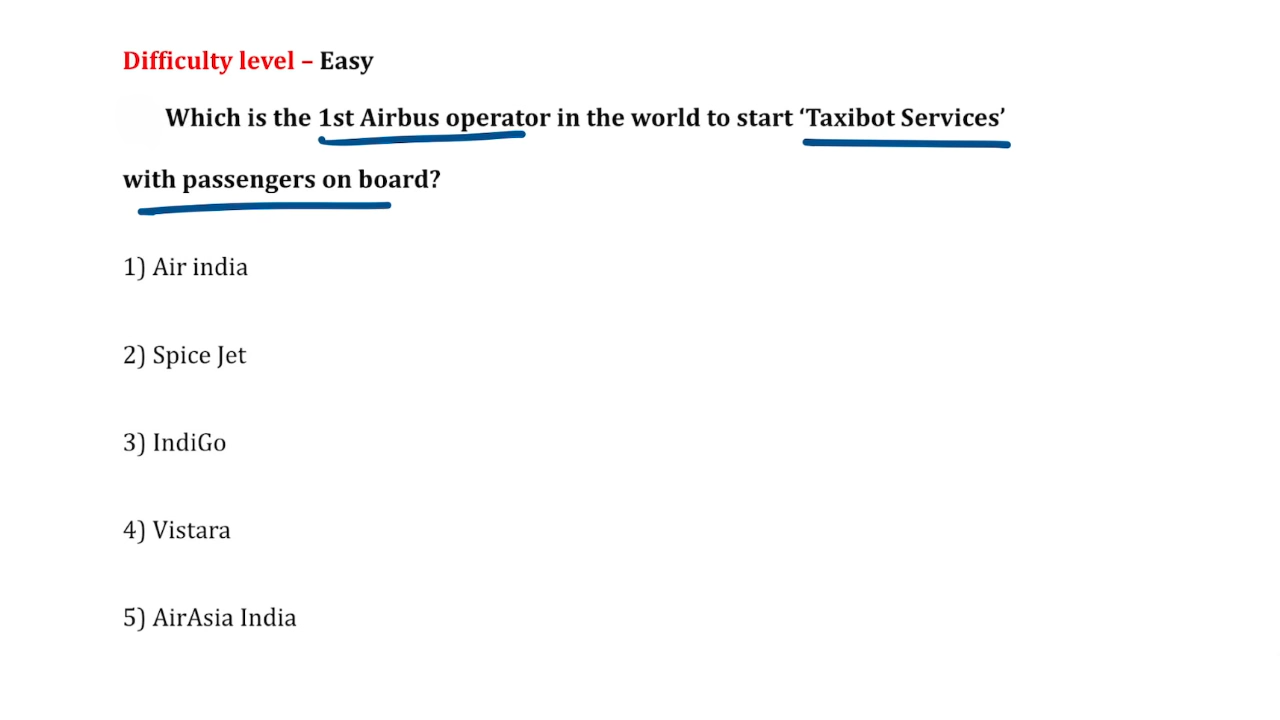 Difficulty level – Easy
Which is the 1st Airbus operator in the world to start ‘Taxibot Services’
with passengers on board?
1) Air india
2) Spice Jet
3) IndiGo
4) Vistara
5) AirAsia India